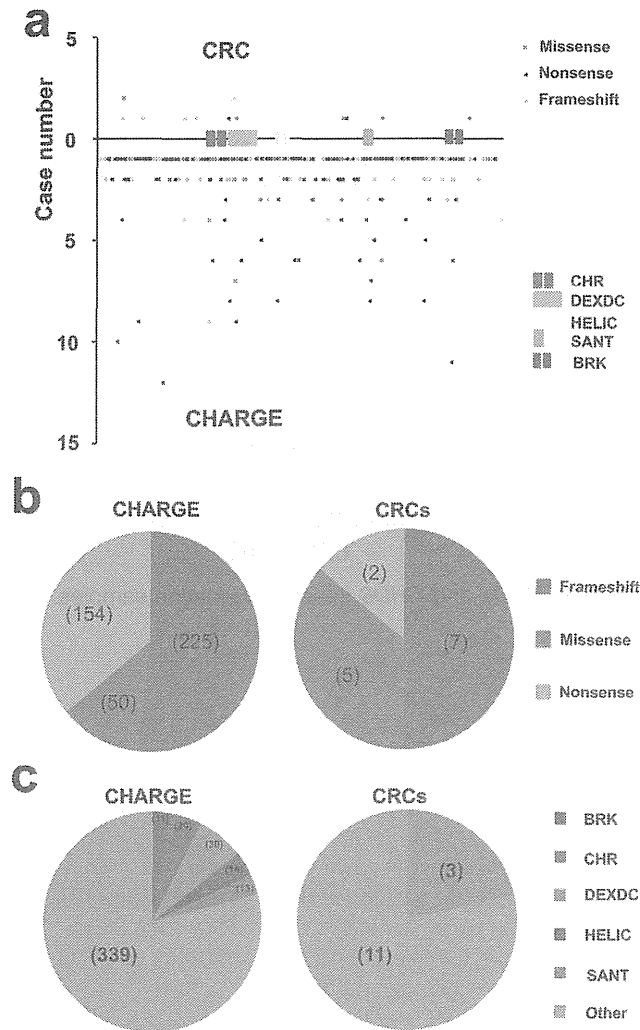 a
5
CRC
Missense
Nonsense
Frameshift
0
5
10
15
Case number
CHARGE
CHR
DEXDC
HELIC
SANT
BRK
b
CHARGE
CRCs
(154)
(225)
(50)
(2)
(7)
(5)
Frameshift
Missense
Nonsense
c
CHARGE
CRCs
(339)
(3)
(11)
BRK
CHR
DEXDC
HELIC
SANT
Other